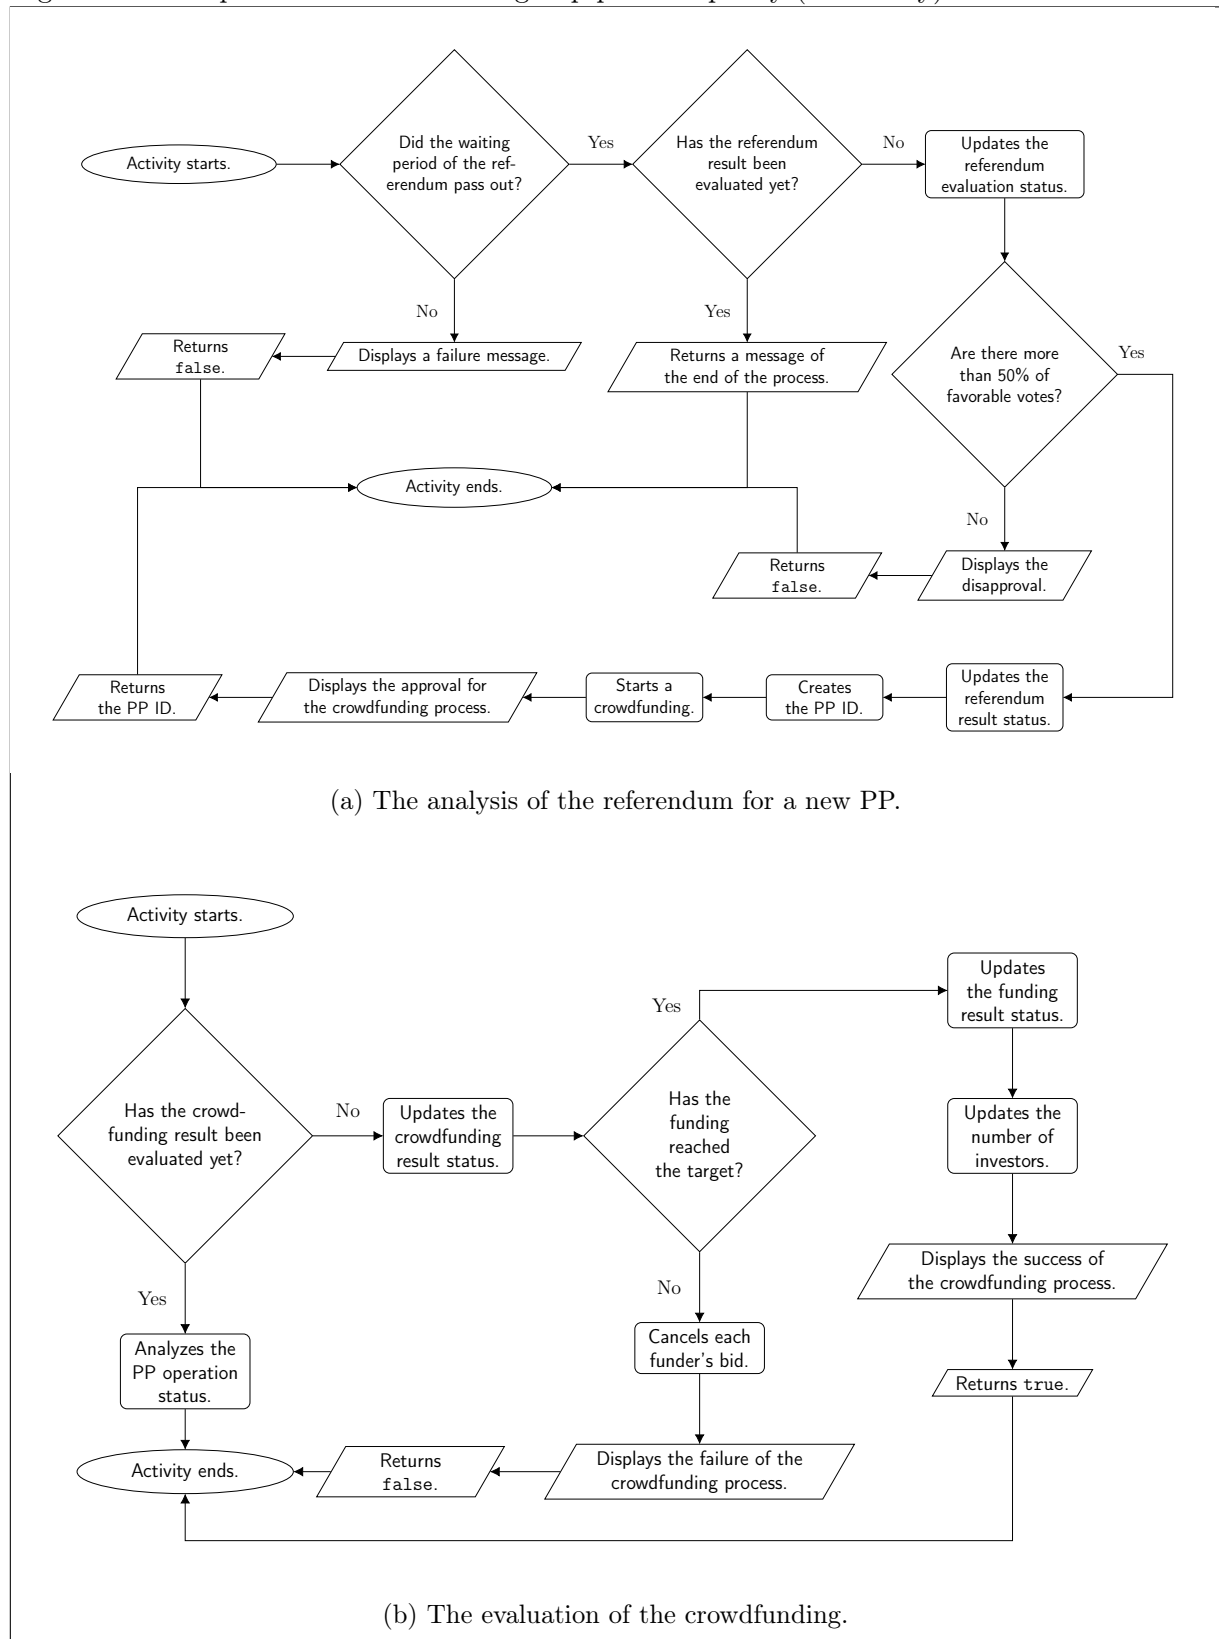 Activity starts.
Did the waiting
period of the ref-
erendum pass out?
Yes
Has the referendum
result been
evaluated yet?
No
Updates the
referendum
evaluation status.
No
Yes
Returns
false.
Displays a failure message.
Returns a message of
the end of the process.
Are there more
than 50% of
favorable votes?
Yes
Activity ends.
No
Returns
false.
Displays the
disapproval.
Returns
the PP ID.
Displays the approval for
the crowdfunding process.
Starts a
crowdfunding.
Creates
the PP ID.
Updates the
referendum
result status.
(a) The analysis of the referendum for a new PP.
Activity starts.
Updates
the funding
result status.
Yes
Has the crowd-
funding result been
evaluated yet?
No
Updates the
crowdfunding
result status.
Has the
funding
reached
the target?
Updates the
number of
investors.
Displays the success of
the crowdfunding process.
Yes
No
Analyzes the
PP operation
status.
Cancels each
funder's bid.
Returns true.
Activity ends.
Returns
false.
Displays the failure of the
crowdfunding process.
(b) The evaluation of the crowdfunding.